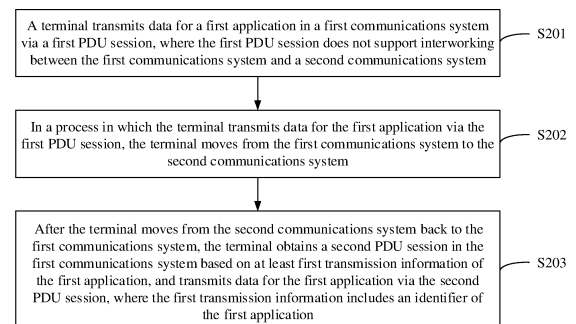 A terminal transmits data for a first application in a first communications system
via a first PDU session, where the first PDU session does not support interworking
between the first communications system and a second communications system
S201
In a process in which the terminal transmits data for the first application via the
first PDU session, the terminal moves from the first communications system to the
second communications system
S202
After the terminal moves from the second communications system back to the
first communications system, the terminal obtains a second PDU session in the
first communications system based on at least first transmission information of
the first application, and transmits data for the first application via the second
PDU session, where the first transmission information includes an identifier of
the first application
S203